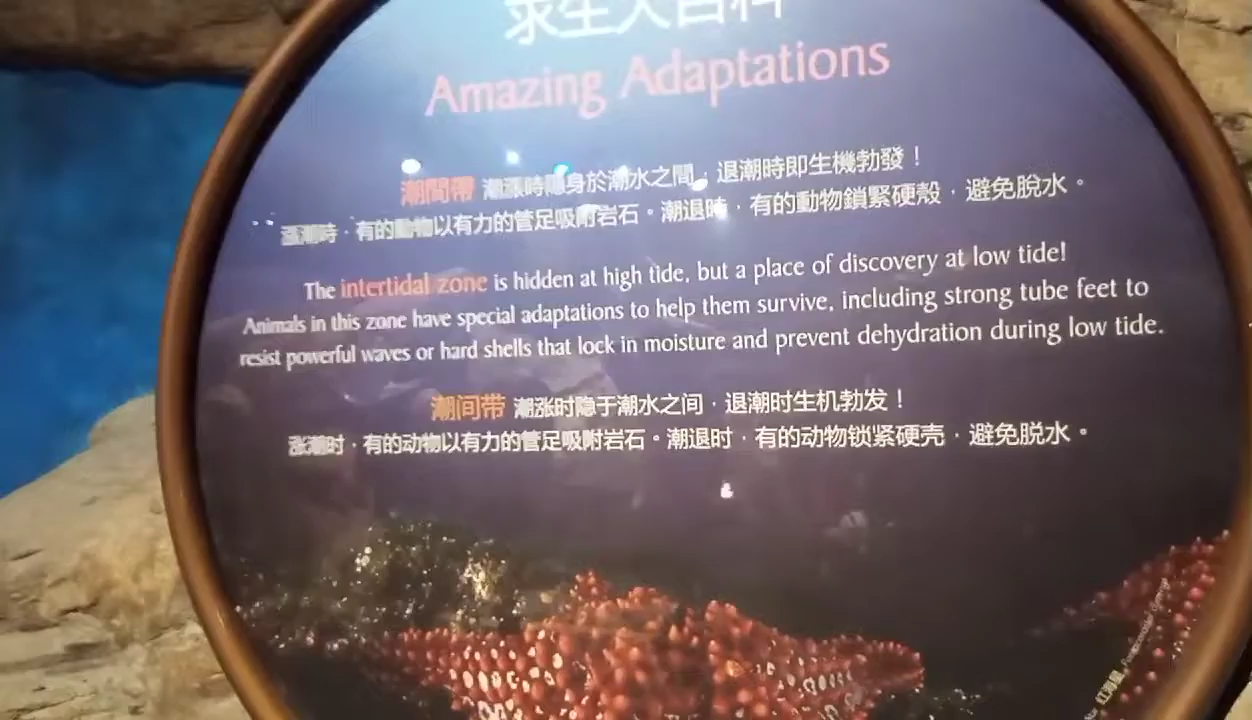 求生大百科
Amazing Adaptations
潮間帶 潮漲時隱身於潮水之間，退潮時即生機勃發！
漲潮時，有的動物以有力的管足吸附岩石。潮退時，有的動物鎖緊硬殼，避免脫水。
The intertidal zone is hidden at high tide, but a place of discovery at low tide!
Animals in this zone have special adaptations to help them survive, including strong tube feet to
resist powerful waves or hard shells that lock in moisture and prevent dehydration during low tide.
潮间带 潮涨时隐于潮水之间，退潮时生机勃发！
涨潮时，有的动物以有力的管足吸附岩石。潮退时，有的动物锁紧硬壳，避免脱水。